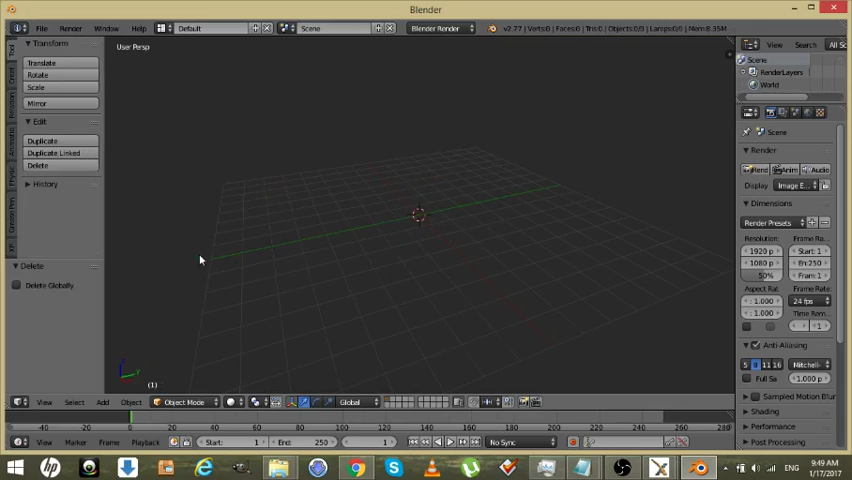 Blender
File Render Window Help Default Scene Blender Render v2.77 | Verts:0 | Faces:0 | Tris:0 | Objects:0/0 | Lamps:0/0 | Mem:8.35M
User Persp
Transform
Translate
Rotate
Scale
Mirror
Edit
Duplicate
Duplicate Linked
Delete
History
Delete
Delete Globally
Tool
(1)
View Select Add Object Object Mode Global
-40 -20 0 20 40 60 80 100 120 140 160 180 200 220 240 260 280
View Marker Frame Playback Start: 1 End: 250 1 No Sync
View Search All Sc
Scene
RenderLayers
World
Scene
Render
Rend Anim Audio
Display Image E...
Dimensions
Render Presets
Resolution: Frame Ra...
1920 p Start: 1
1080 p En:250
50% Fram:1
Aspect Rat Frame Rate:
: 1.000 24 fps
: 1.000 Time Rem...
1
Anti-Aliasing
5 8 11 16 Mitchell-
Full Sa 1.000 p
Sampled Motion Blur
Shading
Performance
Post Processing
ENG
9:49 AM
1/17/2017